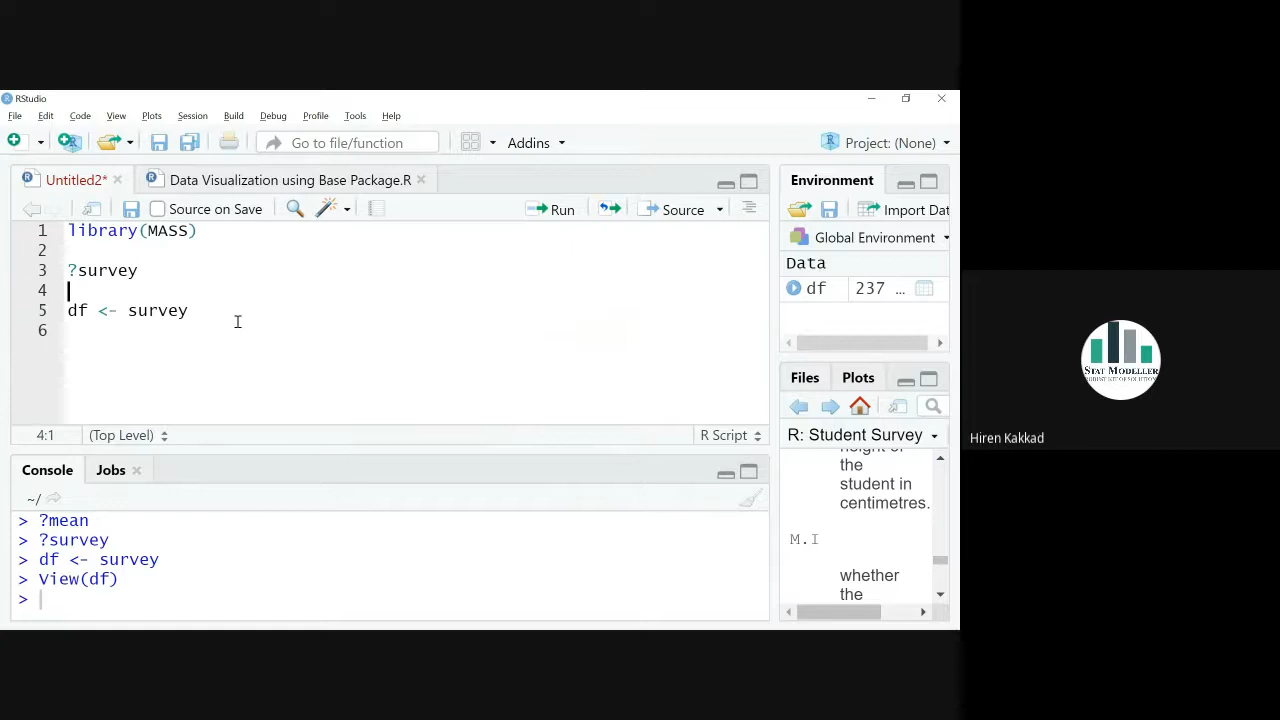 RStudio
File Edit Code View Plots Session Build Debug Profile Tools Help
Go to file/function Addins Project: (None)
Untitled2* Data Visualization using Base Package.R
Source on Save Run Source
1 library(MASS)
2
3 ?survey
4
5 df <- survey
6
4:1 (Top Level) R Script
Console Jobs
~/
> ?mean
> ?survey
> df <- survey
> View(df)
>
Environment
Import Dat
Global Environment
Data
df 237 ...
Files Plots
R: Student Survey
height of
the
student in
centimetres.
M.I
whether
the
STAT MODELLER
Hiren Kakkad